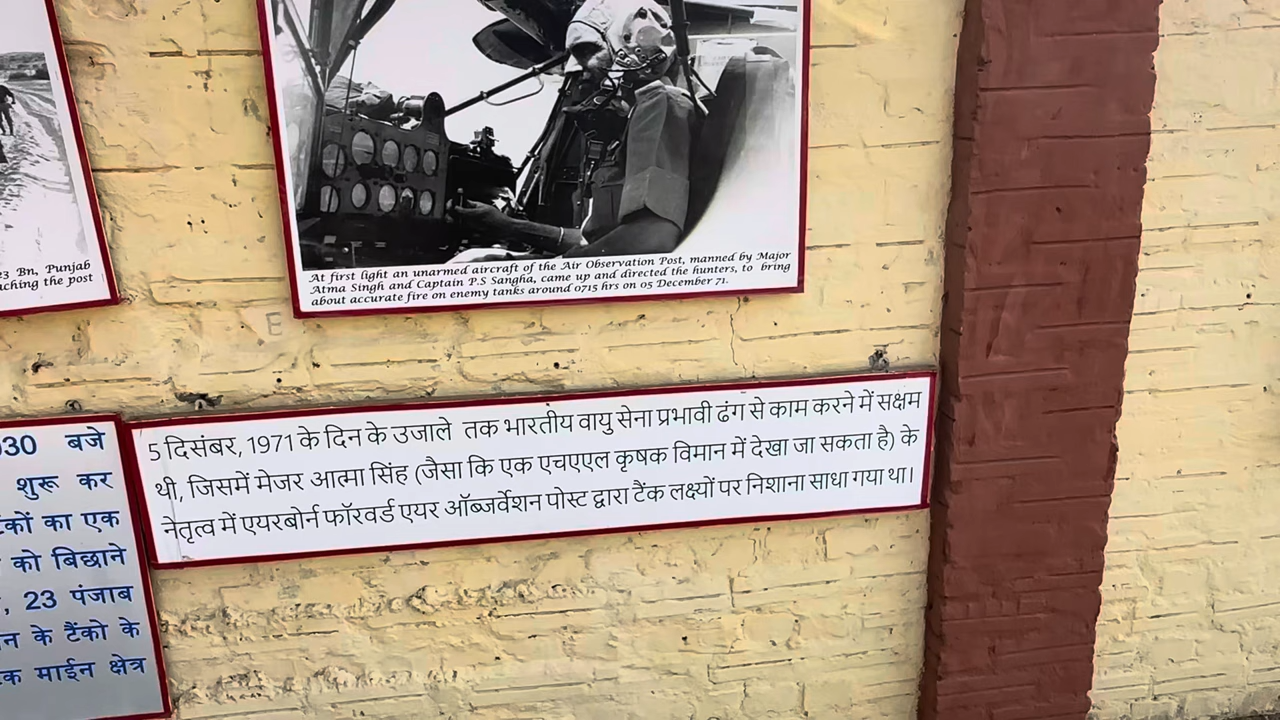 23 Bn, Punjab
ching the post
At first light an unarmed aircraft of the Air Observation Post, manned by Major
Atma Singh and Captain P.S Sangha, came up and directed the hunters, to bring
about accurate fire on enemy tanks around 0715 hrs on 05 December 71.
5 दिसंबर, 1971 के दिन के उजाले तक भारतीय वायु सेना प्रभावी ढंग से काम करने में सक्षम
थी, जिसमें मेजर आत्मा सिंह (जैसा कि एक एचएएल कृषक विमान में देखा जा सकता है) के
नेतृत्व में एयरबोर्न फॉरवर्ड एयर ऑब्जर्वेशन पोस्ट द्वारा टैंक लक्ष्यों पर निशाना साधा गया था।
30 बजे
शुरू कर
का एक
को बिछाने
, 23 पंजाब
के टैंको के
माईन क्षेत्र